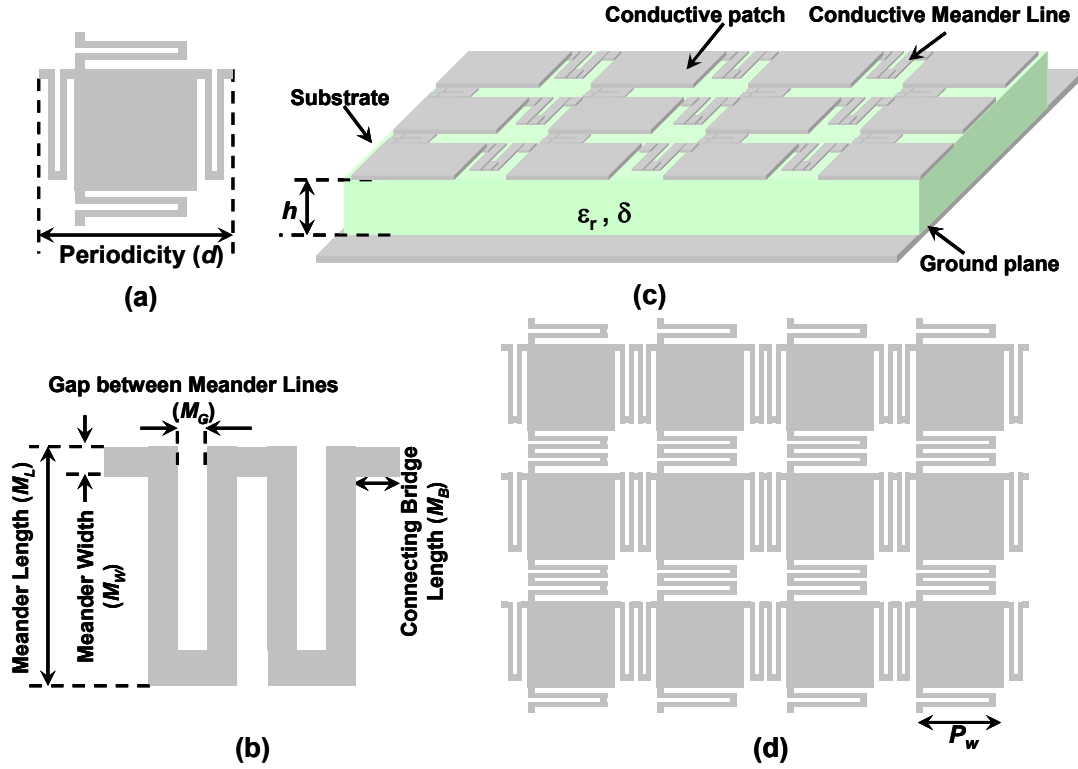 Periodicity (d)
(a)
Conductive patch
Conductive Meander Line
Substrate
h
εr , δ
Ground plane
(c)
Gap between Meander Lines
(MG)
Meander Length (ML)
Meander Width
(MW)
Connecting Bridge
Length (MB)
(b)
Pw
(d)